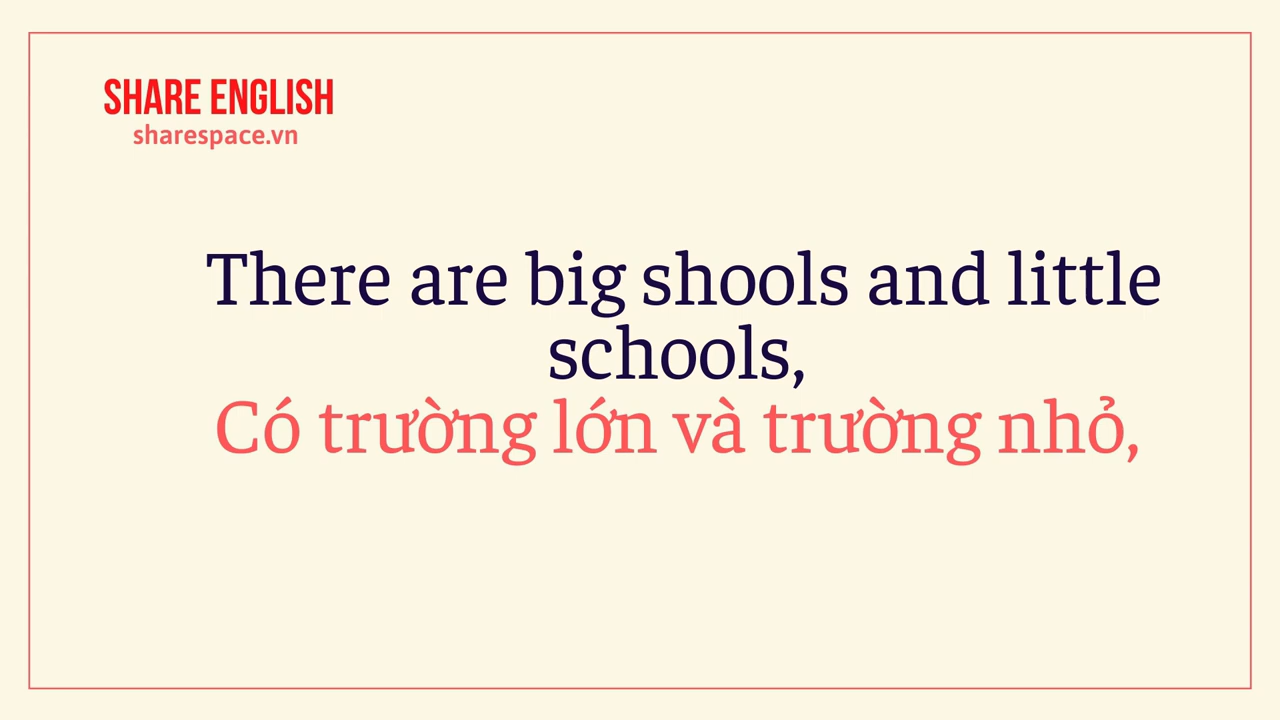 SHARE ENGLISH
sharespace.vn
There are big shools and little
schools,
Có trường lớn và trường nhỏ,